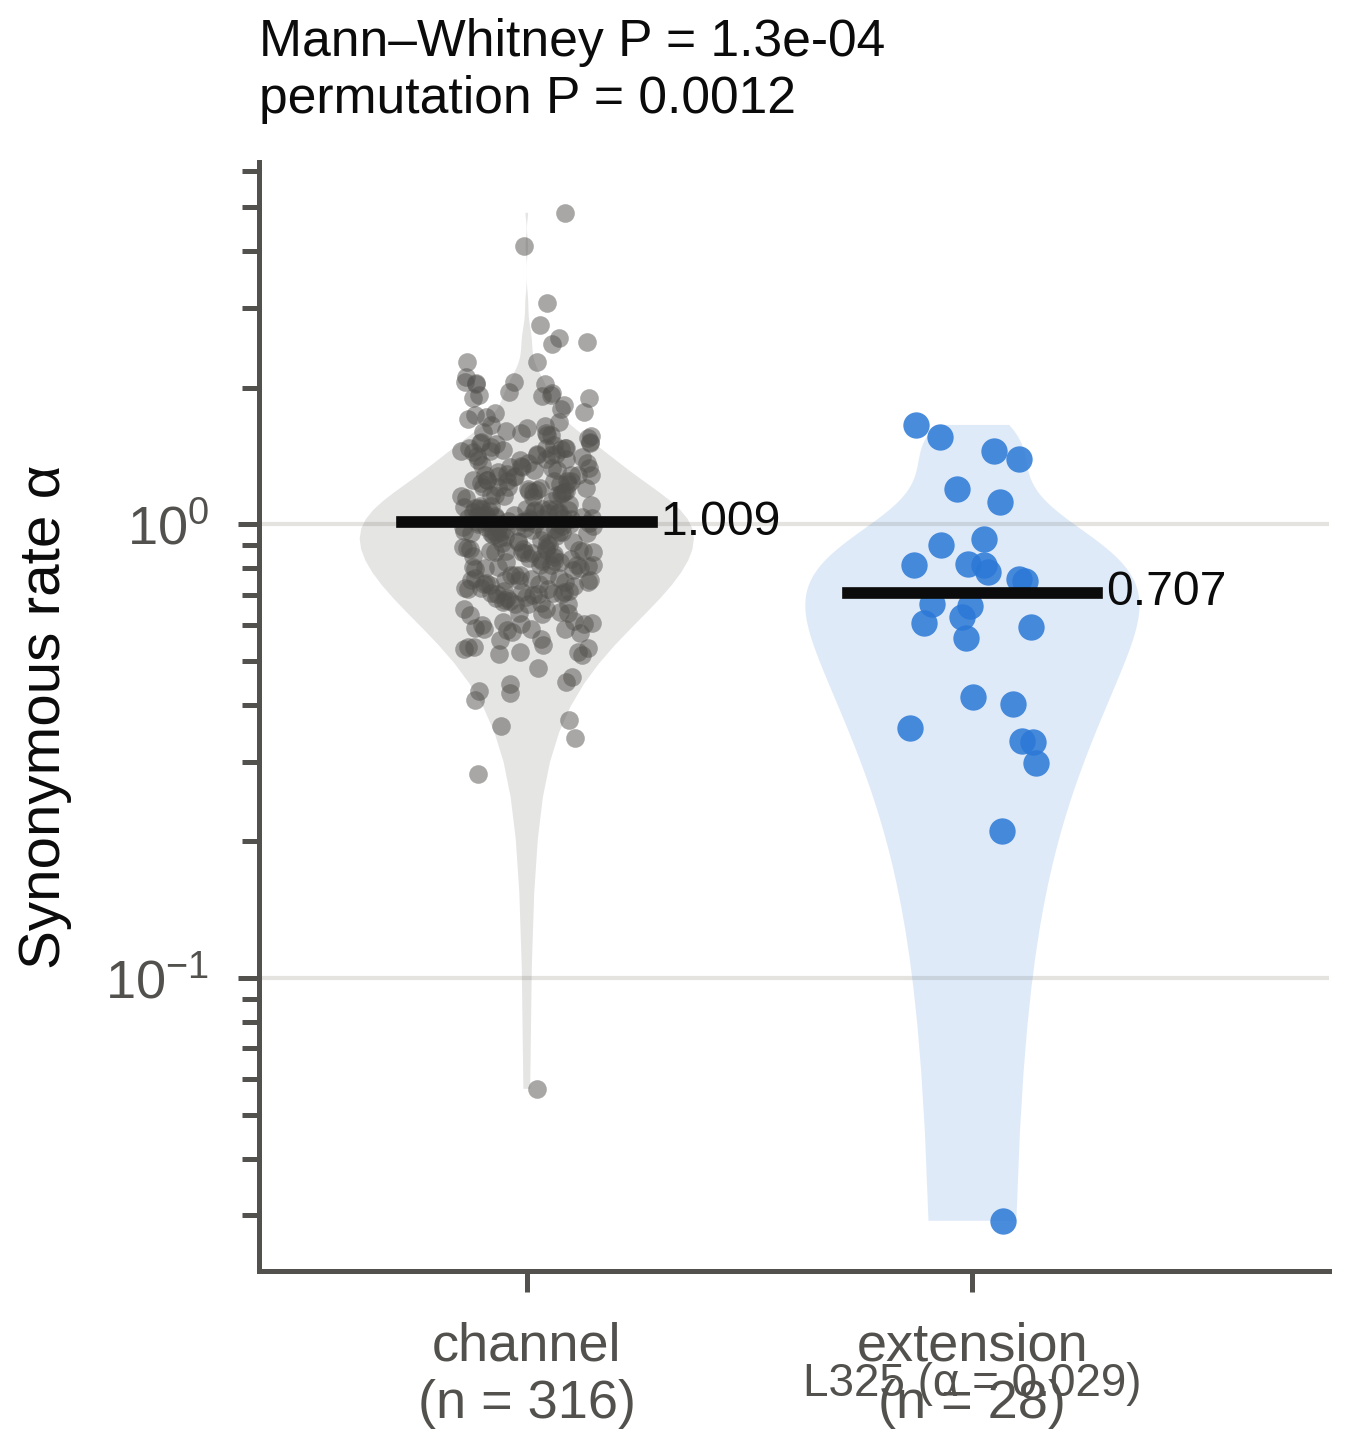 Mann–Whitney P = 1.3e-04
permutation P = 0.0012
Synonymous rate α
10⁰
10⁻¹
1.009
0.707
channel
(n = 316)
extension
(n = 28)
L325 (α = 0.029)